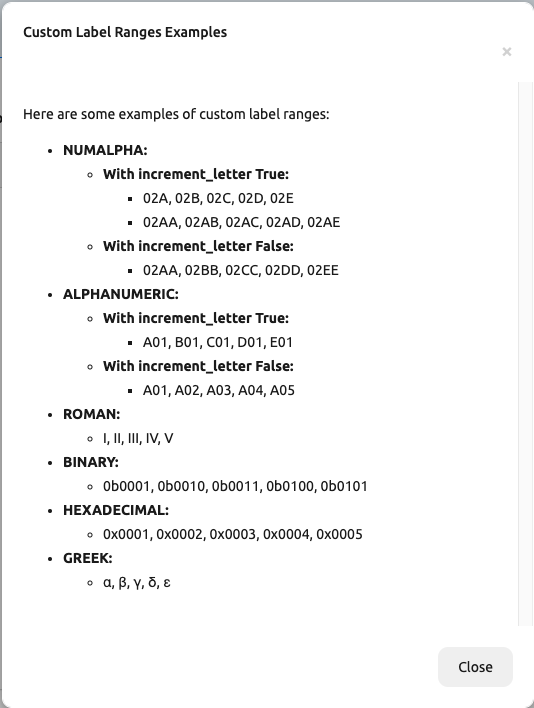 Custom Label Ranges Examples
×
Here are some examples of custom label ranges:
• NUMALPHA:
◦ With increment_letter True:
▪ 02A, 02B, 02C, 02D, 02E
▪ 02AA, 02AB, 02AC, 02AD, 02AE
◦ With increment_letter False:
▪ 02AA, 02BB, 02CC, 02DD, 02EE
• ALPHANUMERIC:
◦ With increment_letter True:
▪ A01, B01, C01, D01, E01
◦ With increment_letter False:
▪ A01, A02, A03, A04, A05
• ROMAN:
◦ I, II, III, IV, V
• BINARY:
◦ 0b0001, 0b0010, 0b0011, 0b0100, 0b0101
• HEXADECIMAL:
◦ 0x0001, 0x0002, 0x0003, 0x0004, 0x0005
• GREEK:
◦ α, β, γ, δ, ε
Close